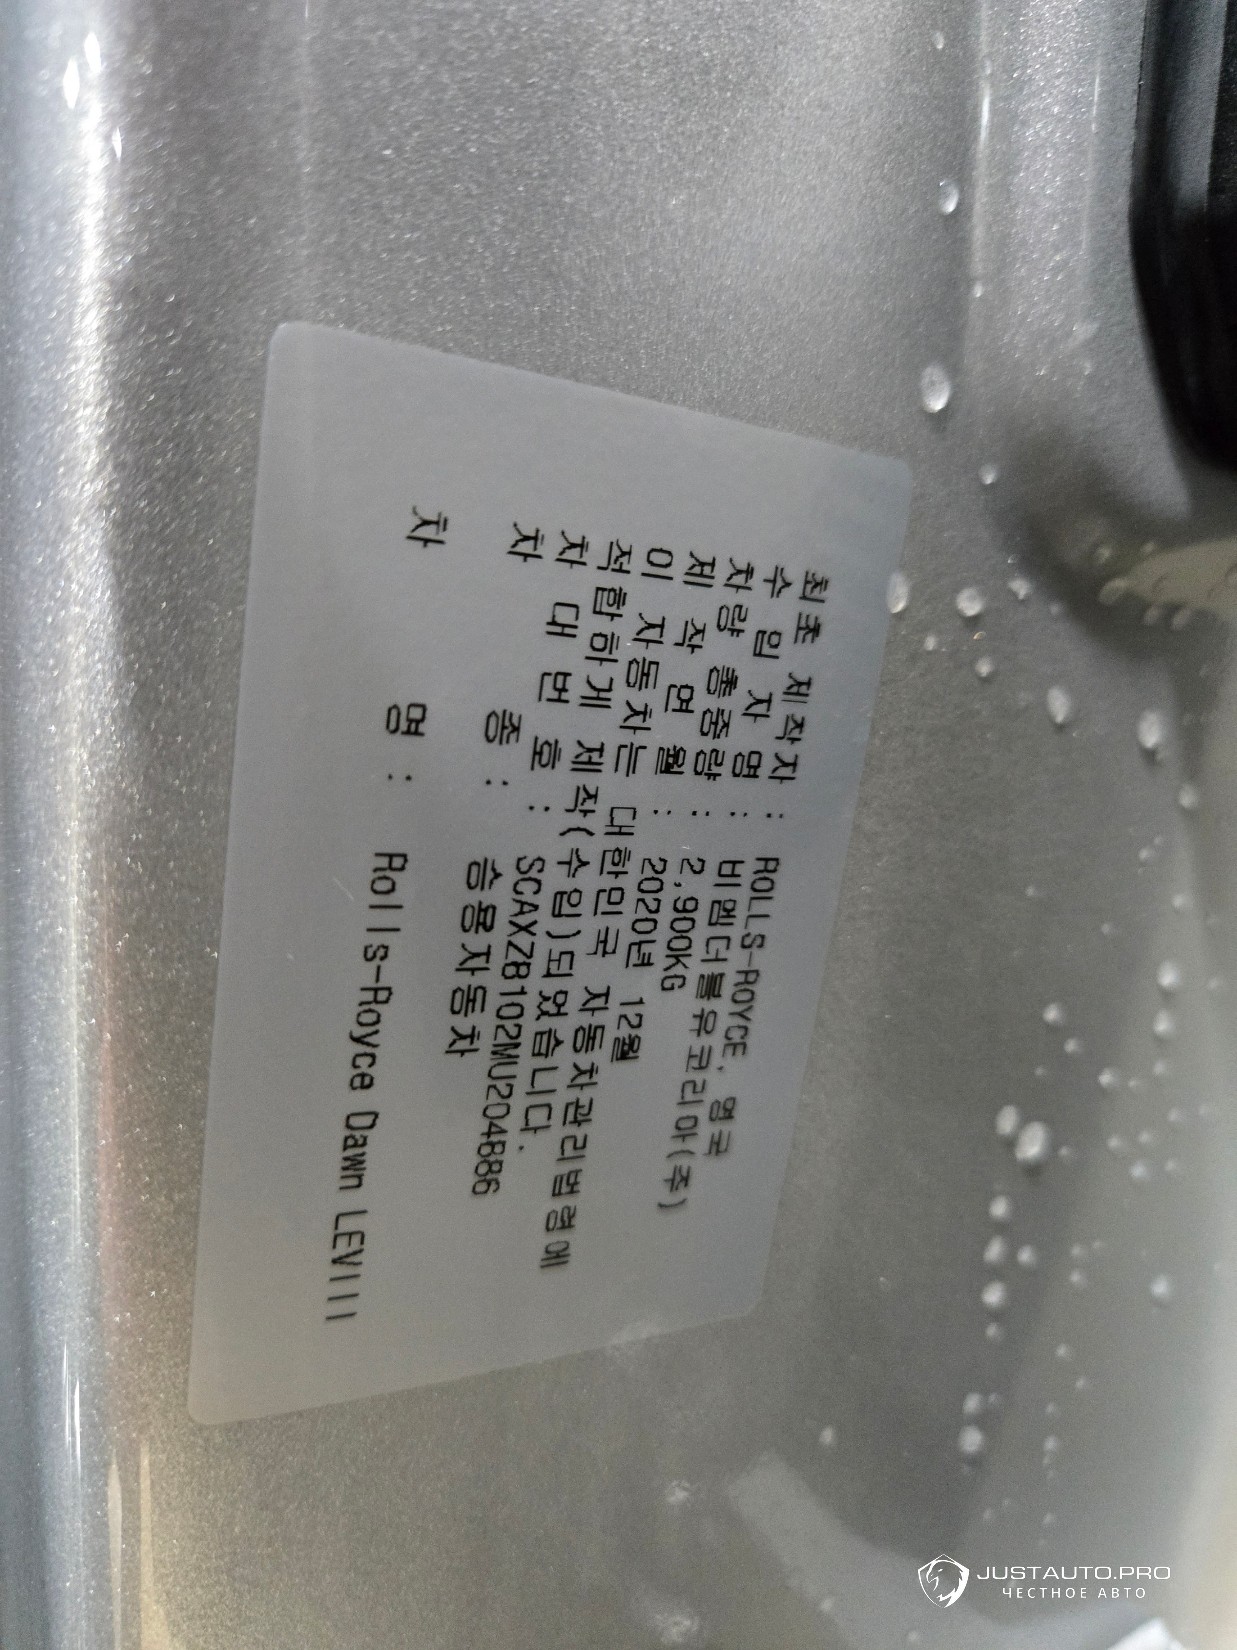 최초 제작자 : ROLLS-ROYCE, 영국
수 입 자 명 : 비엠더블유코리아(주)
차량 총중량 : 2,900KG
제 작 연 월 : 2020년 12월
이 자동차는 대한민국 자동차관리법령에
적합하게 제작(수입)되었습니다.
차 대 번 호 : SCAXZB102MU204886
차 종 : 승용자동차
차 명 : Rolls-Royce Dawn LEVIII
JUSTAUTO.PRO
ЧЕСТНОЕ АВТО